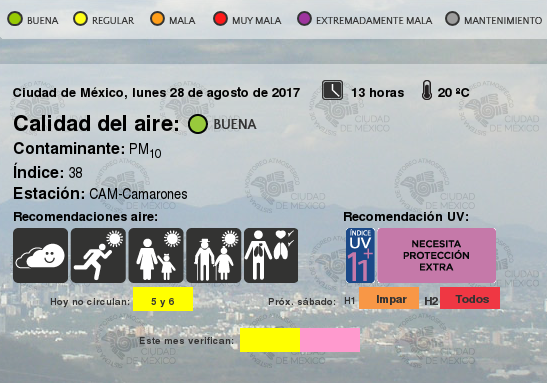 BUENA REGULAR MALA MUY MALA EXTREMADAMENTE MALA MANTENIMIENTO
Ciudad de México, lunes 28 de agosto de 2017 13 horas 20 ºC
Calidad del aire: BUENA
Contaminante: PM10
Índice: 38
Estación: CAM-Camarones
Recomendaciones aire: Recomendación UV:
ÍNDICE
UV
11+
NECESITA
PROTECCIÓN
EXTRA
Hoy no circulan: 5 y 6 Próx. sábado: H1 Impar H2 Todos
Este mes verifican:
CIUDAD
DE MÉXICO